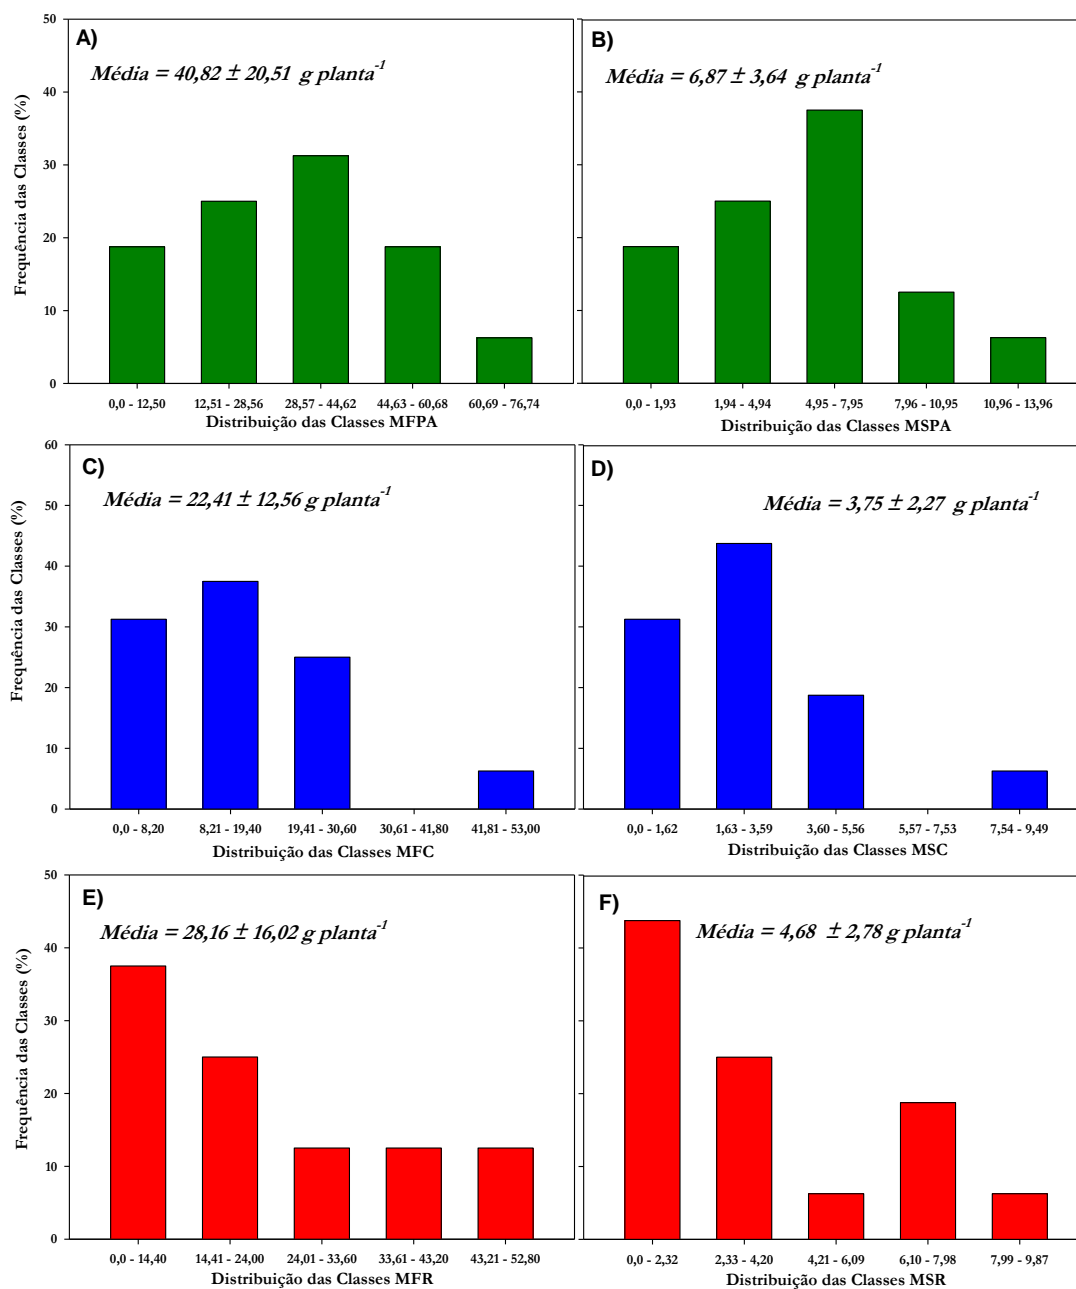 A)
Média = 40,82 ± 20,51 g planta⁻¹
B)
Média = 6,87 ± 3,64 g planta⁻¹
Frequência das Classes (%)
50
40
30
20
10
0
0,0 - 12,50 12,51 - 28,56 28,57 - 44,62 44,63 - 60,68 60,69 - 76,74
Distribuição das Classes MFPA
0,0 - 1,93 1,94 - 4,94 4,95 - 7,95 7,96 - 10,95 10,96 - 13,96
Distribuição das Classes MSPA
C)
Média = 22,41 ± 12,56 g planta⁻¹
D)
Média = 3,75 ± 2,27 g planta⁻¹
Frequência das Classes (%)
60
50
40
30
20
10
0
0,0 - 8,20 8,21 - 19,40 19,41 - 30,60 30,61 - 41,80 41,81 - 53,00
Distribuição das Classes MFC
0,0 - 1,62 1,63 - 3,59 3,60 - 5,56 5,57 - 7,53 7,54 - 9,49
Distribuição das Classes MSC
E)
Média = 28,16 ± 16,02 g planta⁻¹
F)
Média = 4,68 ± 2,78 g planta⁻¹
Frequência das Classes (%)
50
40
30
20
10
0
0,0 - 14,40 14,41 - 24,00 24,01 - 33,60 33,61 - 43,20 43,21 - 52,80
Distribuição das Classes MFR
0,0 - 2,32 2,33 - 4,20 4,21 - 6,09 6,10 - 7,98 7,99 - 9,87
Distribuição das Classes MSR